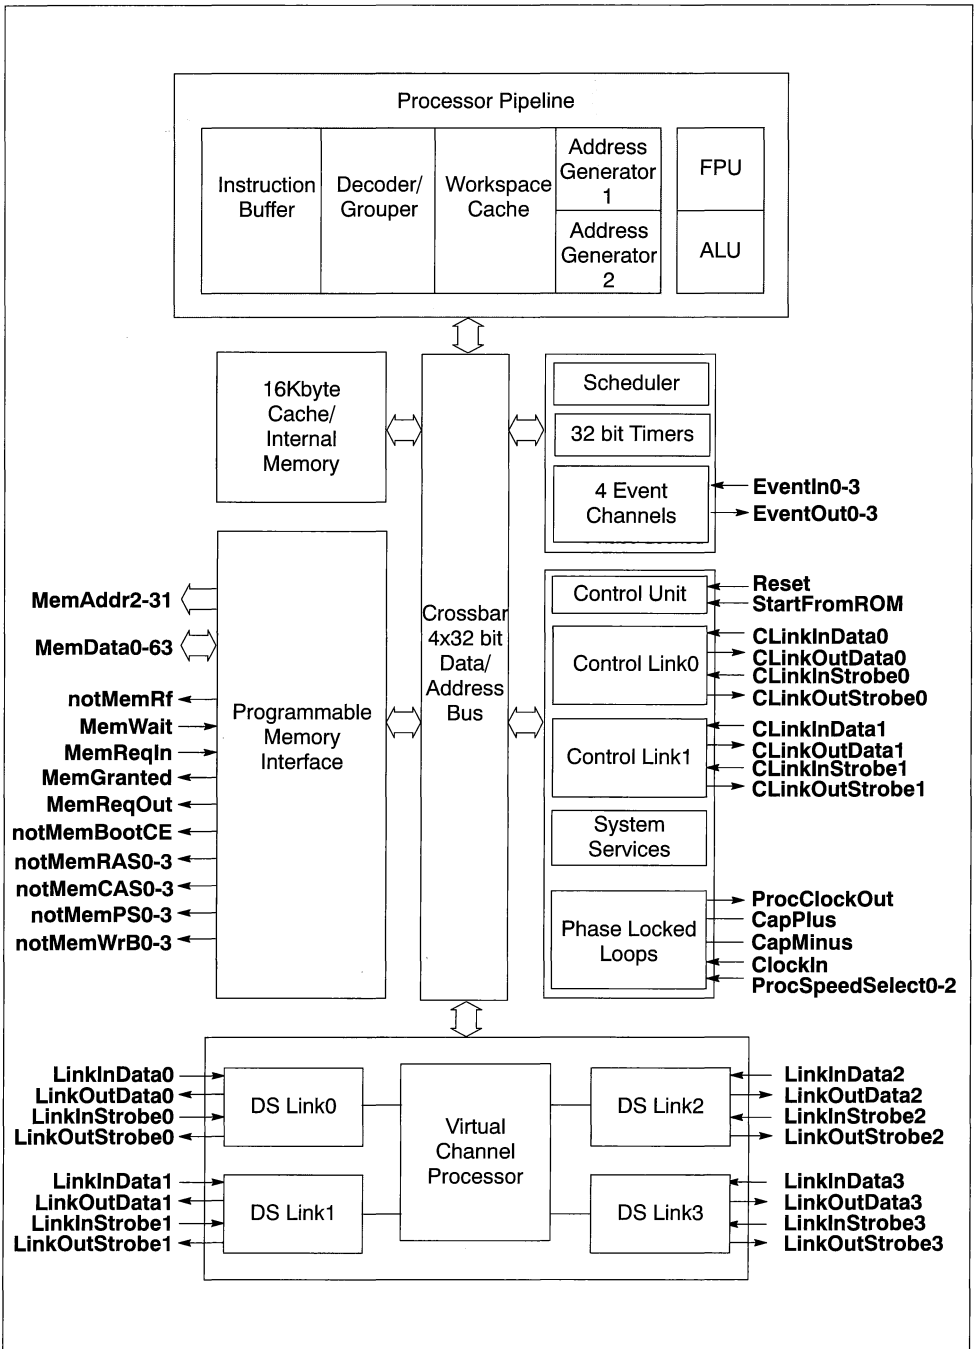 Processor Pipeline
Instruction
Buffer
Decoder/
Grouper
Workspace
Cache
Address
Generator
1
Address
Generator
2
FPU
ALU
16Kbyte
Cache/
Internal
Memory
Crossbar
4x32 bit
Data/
Address
Bus
Scheduler
32 bit Timers
4 Event
Channels
EventIn0-3
EventOut0-3
Programmable
Memory
Interface
MemAddr2-31
MemData0-63
notMemRf
MemWait
MemReqIn
MemGranted
MemReqOut
notMemBootCE
notMemRAS0-3
notMemCAS0-3
notMemPS0-3
notMemWrB0-3
Control Unit
Reset
StartFromROM
Control Link0
CLinkInData0
CLinkOutData0
CLinkInStrobe0
CLinkOutStrobe0
Control Link1
CLinkInData1
CLinkOutData1
CLinkInStrobe1
CLinkOutStrobe1
System
Services
Phase Locked
Loops
ProcClockOut
CapPlus
CapMinus
ClockIn
ProcSpeedSelect0-2
LinkInData0
LinkOutData0
LinkInStrobe0
LinkOutStrobe0
DS Link0
LinkInData1
LinkOutData1
LinkInStrobe1
LinkOutStrobe1
DS Link1
Virtual
Channel
Processor
DS Link2
LinkInData2
LinkOutData2
LinkInStrobe2
LinkOutStrobe2
DS Link3
LinkInData3
LinkOutData3
LinkInStrobe3
LinkOutStrobe3